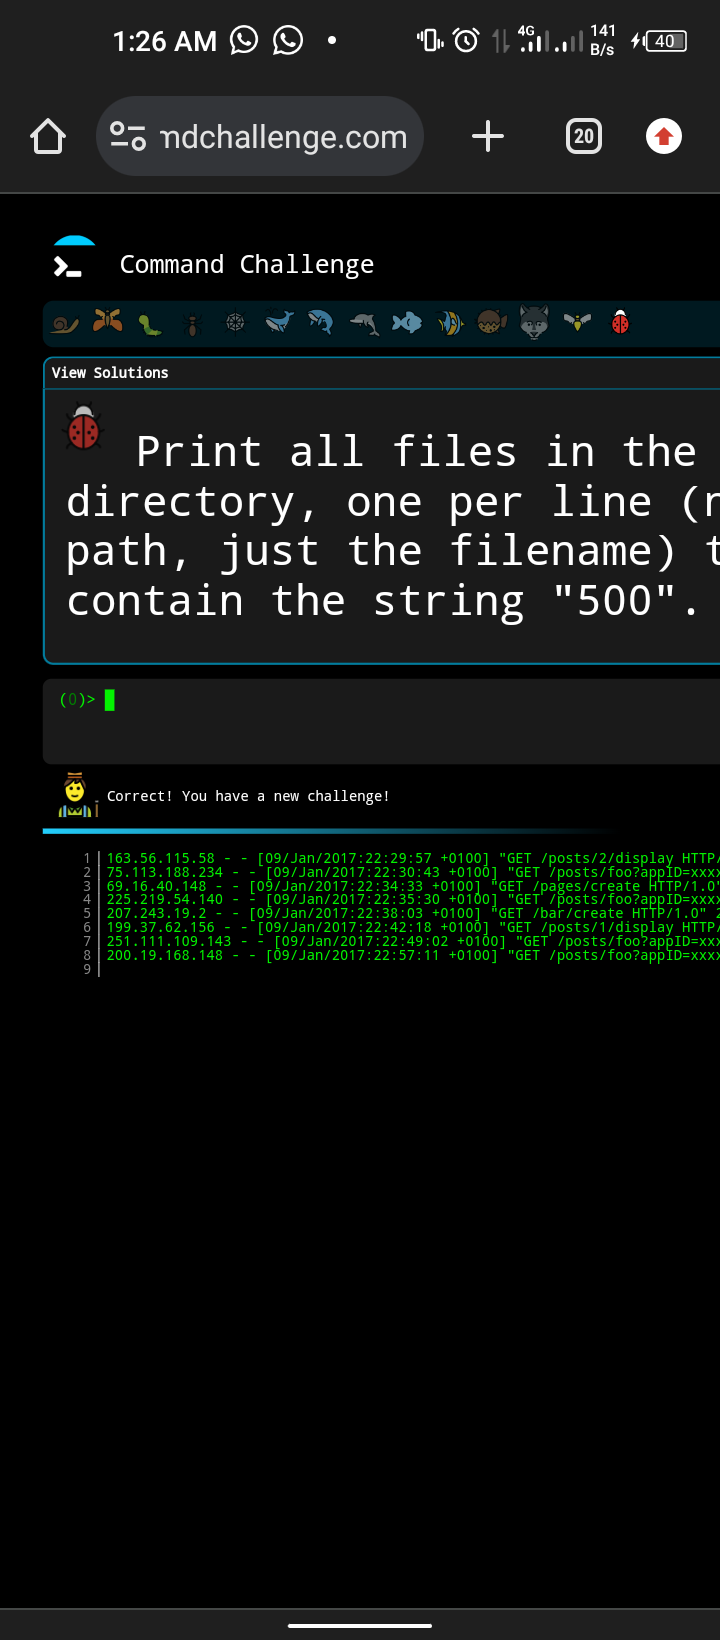 1:26 AM 4G 141 B/s 40
mdchallenge.com 20
Command Challenge
View Solutions
Print all files in the
directory, one per line (
path, just the filename)
contain the string "500".
(0)>
Correct! You have a new challenge!
1 163.56.115.58 - - [09/Jan/2017:22:29:57 +0100] "GET /posts/2/display HTTP/
2 75.113.188.234 - - [09/Jan/2017:22:30:43 +0100] "GET /posts/foo?appID=xxxx
3 69.16.40.148 - - [09/Jan/2017:22:34:33 +0100] "GET /pages/create HTTP/1.0"
4 225.219.54.140 - - [09/Jan/2017:22:35:30 +0100] "GET /posts/foo?appID=xxxx
5 207.243.19.2 - - [09/Jan/2017:22:38:03 +0100] "GET /bar/create HTTP/1.0" 2
6 199.37.62.156 - - [09/Jan/2017:22:42:18 +0100] "GET /posts/1/display HTTP/
7 251.111.109.143 - - [09/Jan/2017:22:49:02 +0100] "GET /posts/foo?appID=xxx
8 200.19.168.148 - - [09/Jan/2017:22:57:11 +0100] "GET /posts/foo?appID=xxxx
9